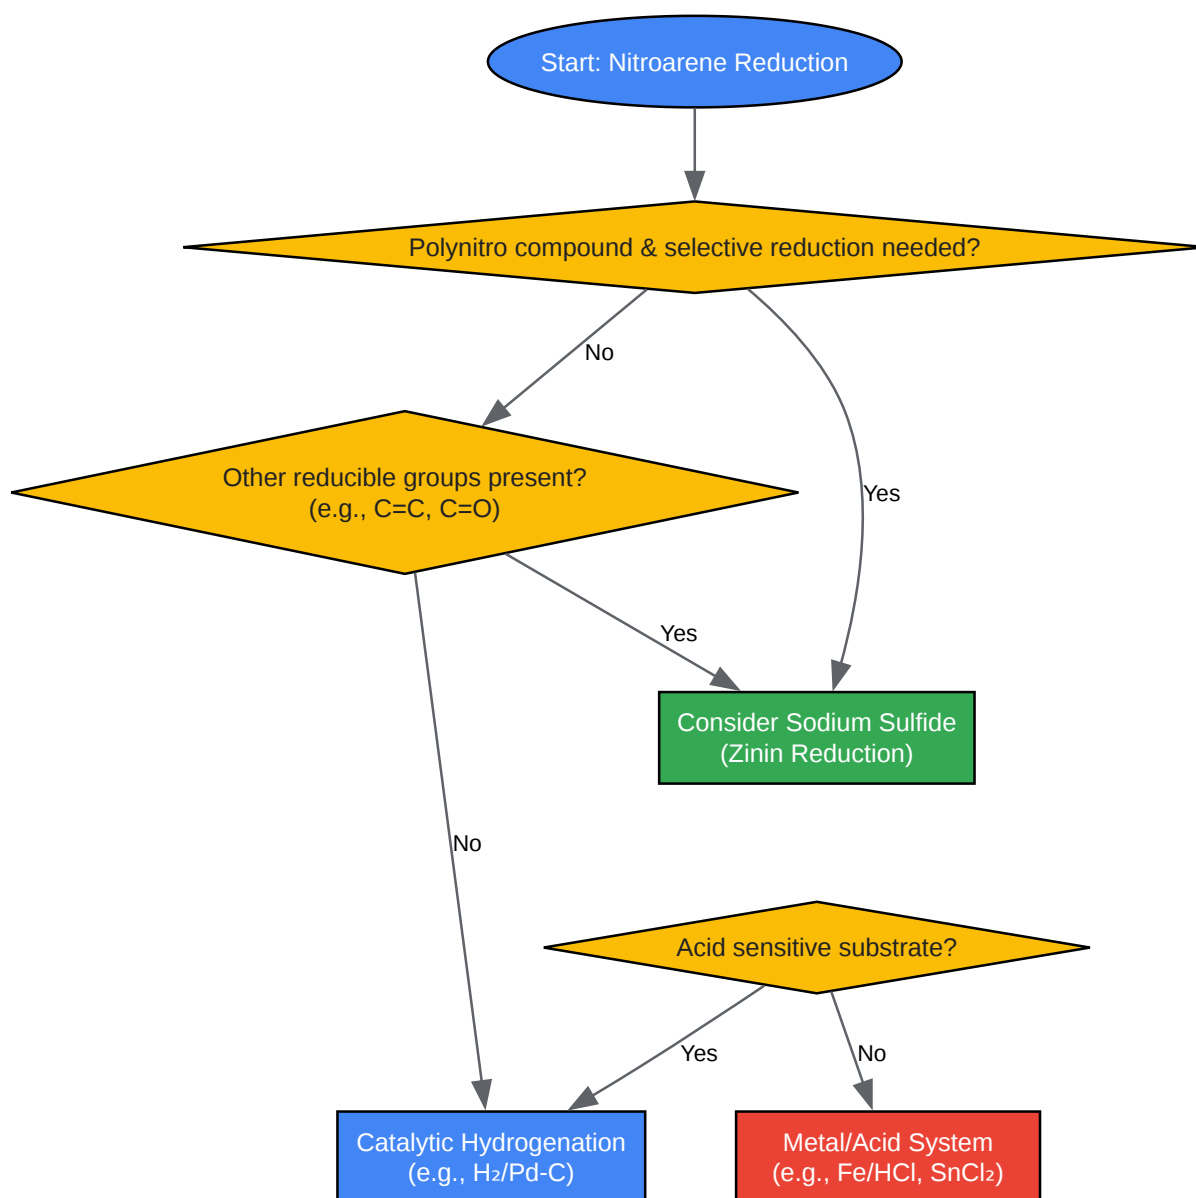 Start: Nitroarene Reduction
Polynitro compound & selective reduction needed?
No
Yes
Other reducible groups present?
(e.g., C=C, C=O)
Yes
Consider Sodium Sulfide
(Zinin Reduction)
No
Acid sensitive substrate?
Yes
No
Catalytic Hydrogenation
(e.g., H₂/Pd-C)
Metal/Acid System
(e.g., Fe/HCl, SnCl₂)